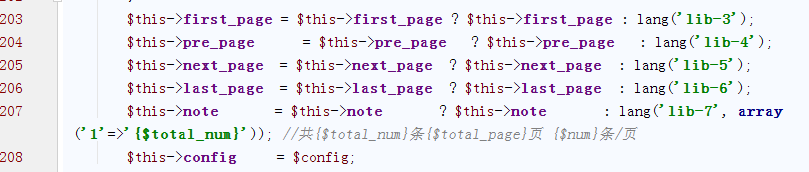 203 $this->first_page = $this->first_page ? $this->first_page : lang('lib-3');
204 $this->pre_page = $this->pre_page ? $this->pre_page : lang('lib-4');
205 $this->next_page = $this->next_page ? $this->next_page : lang('lib-5');
206 $this->last_page = $this->last_page ? $this->last_page : lang('lib-6');
207 $this->note = $this->note ? $this->note : lang('lib-7', array
('1'=>'{$total_num}')); //共{$total_num}条{$total_page}页 {$num}条/页
208 $this->config = $config;